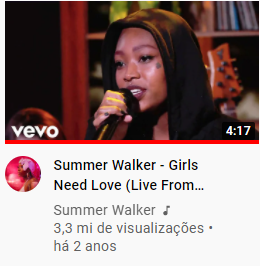 vevo
4:17
Summer Walker - Girls
Need Love (Live From...
Summer Walker
3,3 mi de visualizações •
há 2 anos